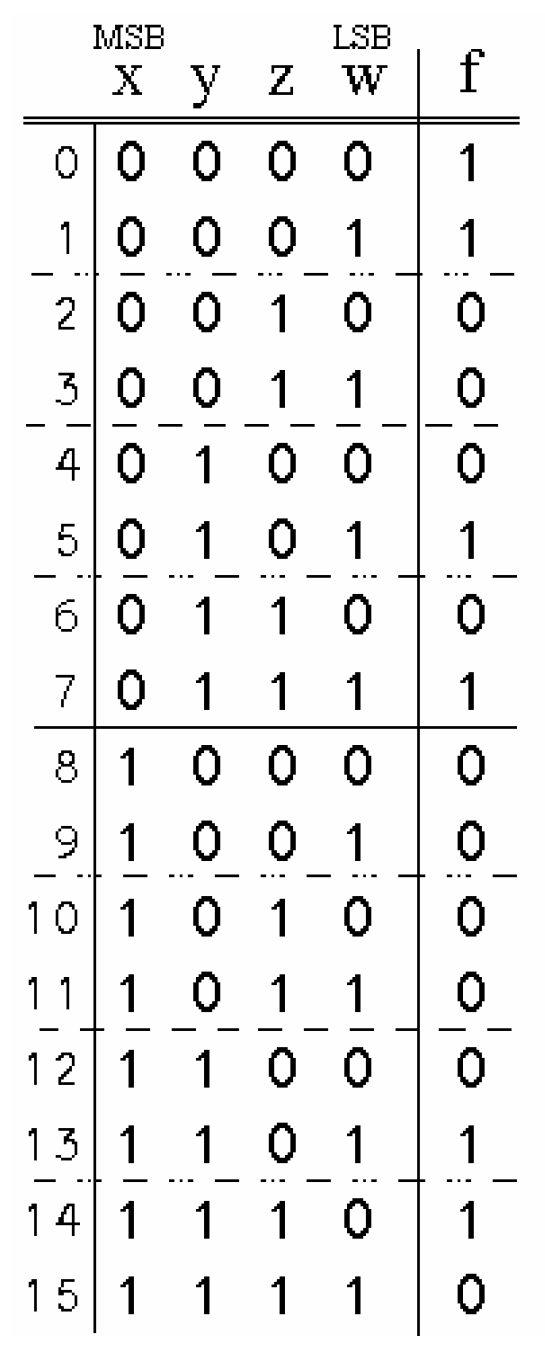 MSB LSB
x y z w f
0 0 0 0 0 1
1 0 0 0 1 1
2 0 0 1 0 0
3 0 0 1 1 0
4 0 1 0 0 0
5 0 1 0 1 1
6 0 1 1 0 0
7 0 1 1 1 1
8 1 0 0 0 0
9 1 0 0 1 0
10 1 0 1 0 0
11 1 0 1 1 0
12 1 1 0 0 0
13 1 1 0 1 1
14 1 1 1 0 1
15 1 1 1 1 0